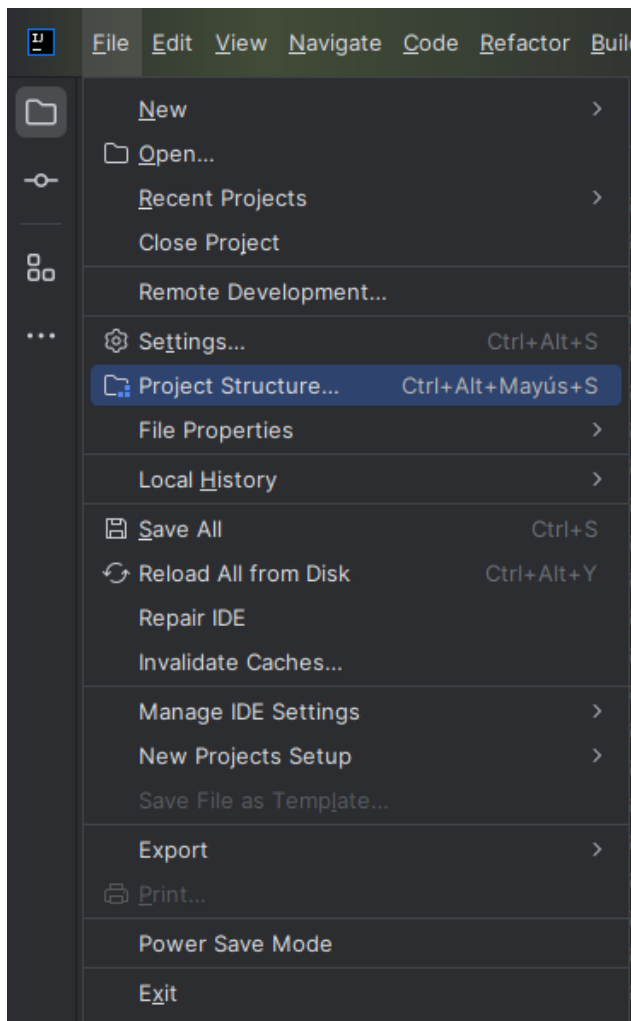 IJ
File Edit View Navigate Code Refactor Buil
New
Open...
Recent Projects
Close Project
Remote Development...
Settings... Ctrl+Alt+S
Project Structure... Ctrl+Alt+Mayús+S
File Properties
Local History
Save All Ctrl+S
Reload All from Disk Ctrl+Alt+Y
Repair IDE
Invalidate Caches...
Manage IDE Settings
New Projects Setup
Save File as Template...
Export
Print...
Power Save Mode
Exit